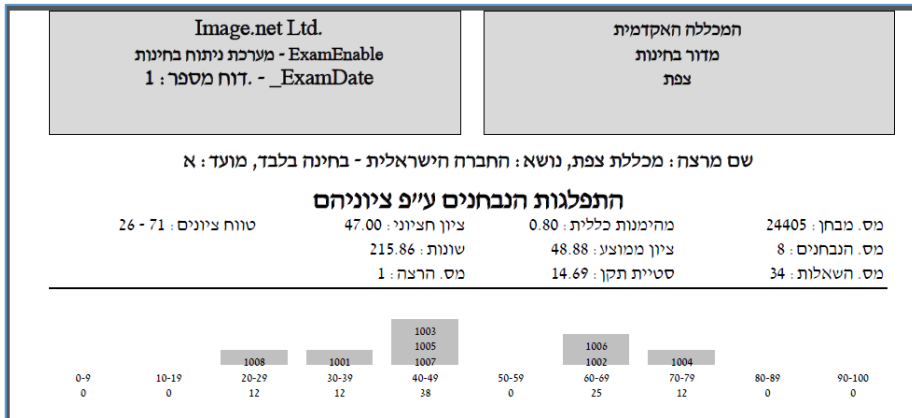 המכללה האקדמית
מדור בחינות
צפת
Image.net Ltd.
ExamEnable - מערכת ניתוח בחינות
ExamDate_ - .דוח מספר : 1
שם מרצה : מכללת צפת, נושא : החברה הישראלית - בחינה בלבד, מועד : א
התפלגות הנבחנים ע״פ ציוניהם
מס. מבחן : 24405 מהימנות כללית : 0.80 ציון חציוני : 47.00 טווח ציונים : 71 - 26
מס. הנבחנים : 8 ציון ממוצע : 48.88 שונות : 215.86
מס. השאלות : 34 סטיית תקן : 14.69 מס. הרצה : 1
1003
1005 1006
1008 1001 1007 1002 1004
0-9 10-19 20-29 30-39 40-49 50-59 60-69 70-79 80-89 90-100
0 0 12 12 38 0 25 12 0 0